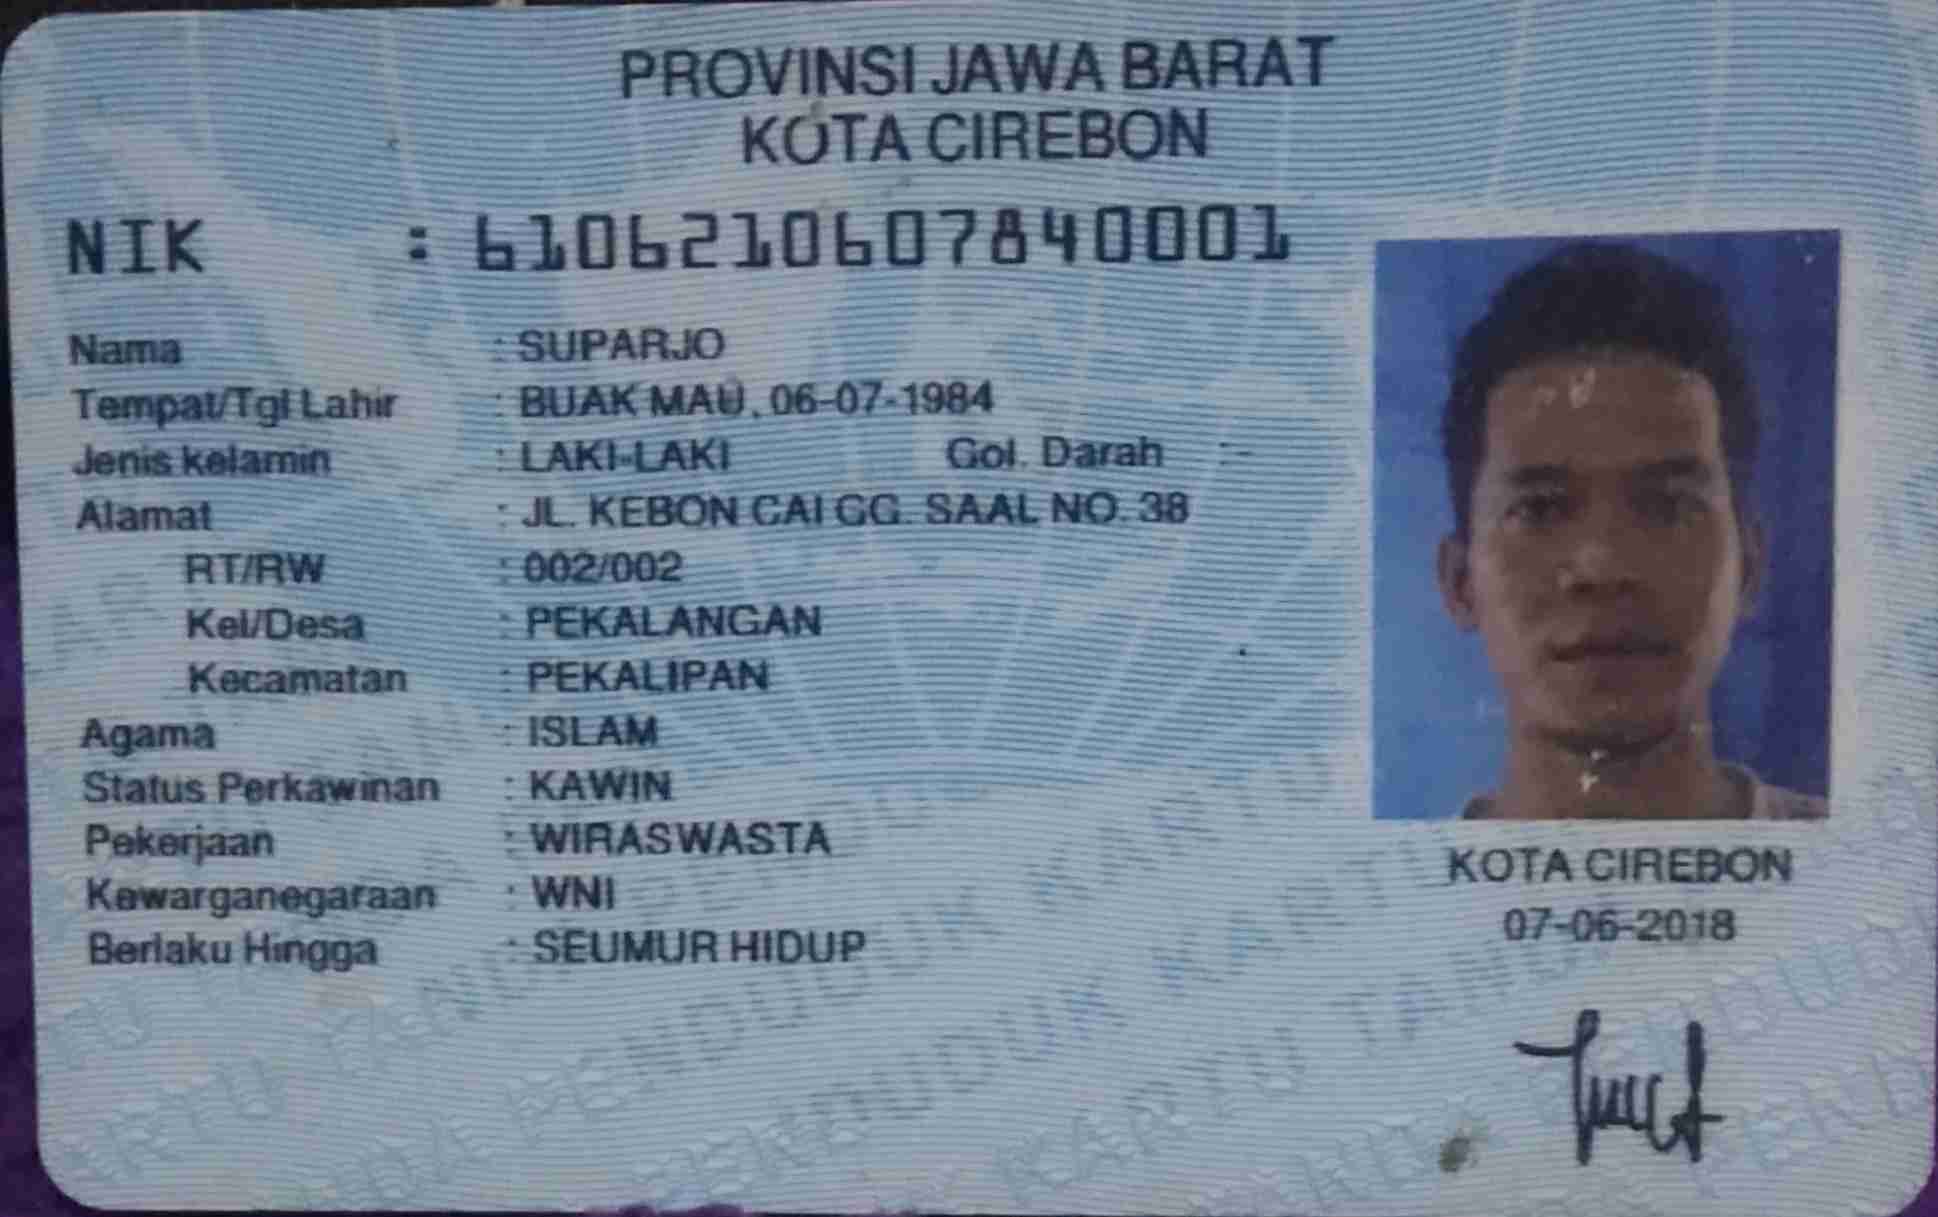 PROVINSI JAWA BARAT
KOTA CIREBON
NIK : 6106210607840001
Nama : SUPARJO
Tempat/Tgl Lahir : BUAK MAU, 06-07-1984
Jenis kelamin : LAKI-LAKI Gol. Darah :-
Alamat : JL. KEBON CAI GG. SAAL NO. 38
RT/RW : 002/002
Kel/Desa : PEKALANGAN
Kecamatan : PEKALIPAN
Agama : ISLAM
Status Perkawinan : KAWIN
Pekerjaan : WIRASWASTA
Kewarganegaraan : WNI
Berlaku Hingga : SEUMUR HIDUP
KOTA CIREBON
07-06-2018